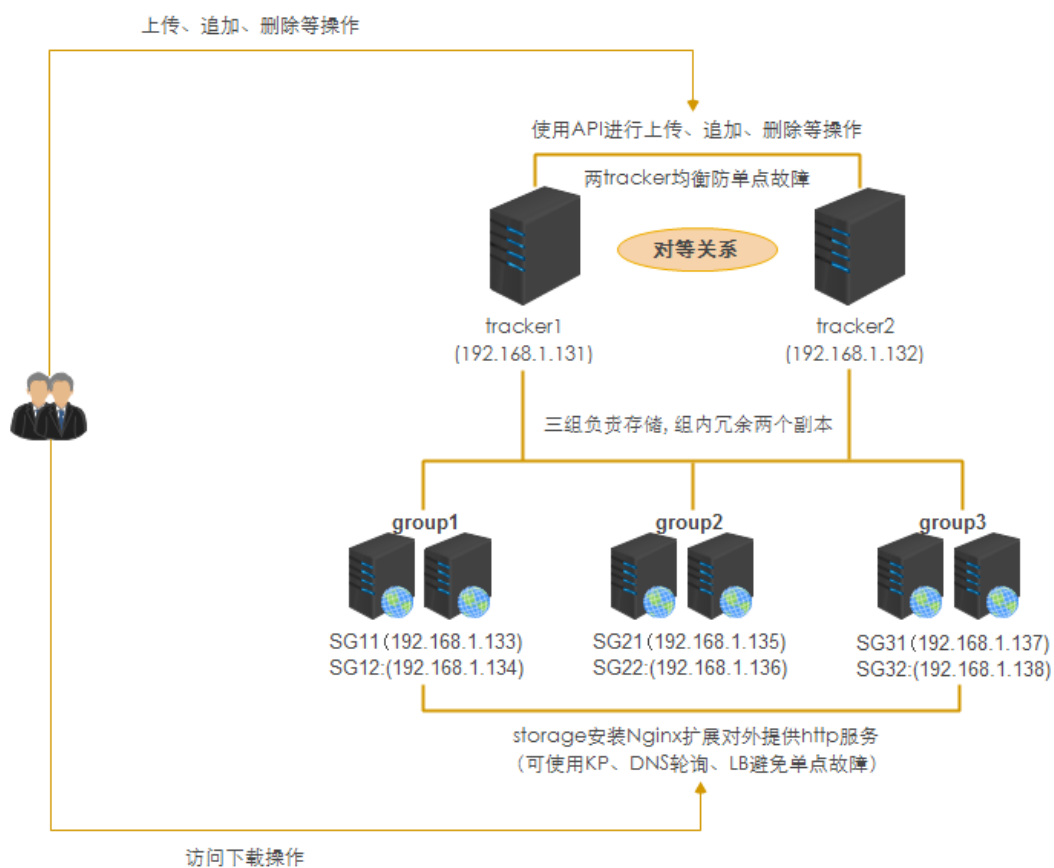 上传、追加、删除等操作
使用API进行上传、追加、删除等操作
两tracker均衡防单点故障
对等关系
tracker1
(192.168.1.131)
tracker2
(192.168.1.132)
三组负责存储, 组内冗余两个副本
group1
group2
group3
SG11(192.168.1.133)
SG12:(192.168.1.134)
SG21(192.168.1.135)
SG22:(192.168.1.136)
SG31(192.168.1.137)
SG32:(192.168.1.138)
storage安装Nginx扩展对外提供http服务
（可使用KP、DNS轮询、LB避免单点故障）
访问下载操作